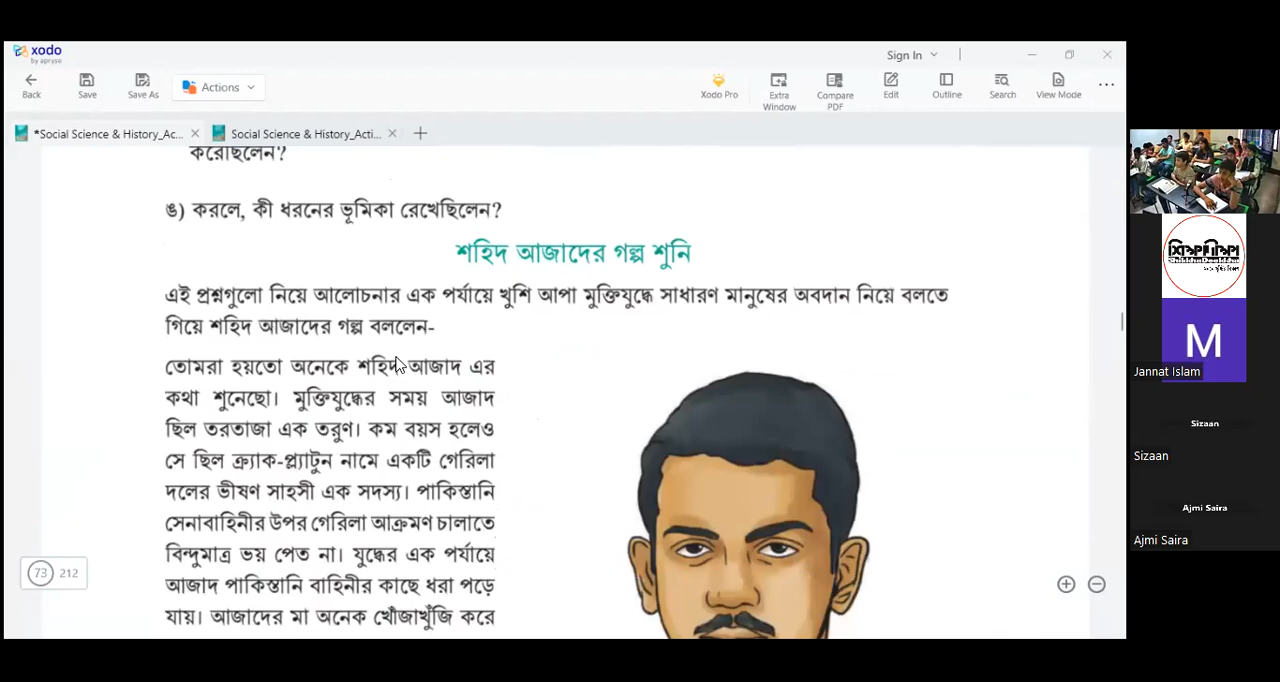 xodo
by apryse
Sign In
Back
Save
Save As
Actions
Xodo Pro
Extra Window
Compare PDF
Edit
Outline
Search
View Mode
*Social Science & History_Ac...
Social Science & History_Acti...
করেছিলেন?
ঙ) করলে, কী ধরনের ভূমিকা রেখেছিলেন?
শহিদ আজাদের গল্প শুনি
এই প্রশ্নগুলো নিয়ে আলোচনার এক পর্যায়ে খুশি আপা মুক্তিযুদ্ধে সাধারণ মানুষের অবদান নিয়ে বলতে
গিয়ে শহিদ আজাদের গল্প বললেন-
তোমরা হয়তো অনেকে শহিদ আজাদ এর
কথা শুনেছো। মুক্তিযুদ্ধের সময় আজাদ
ছিল তরতাজা এক তরুণ। কম বয়স হলেও
সে ছিল ক্র্যাক-প্ল্যাটুন নামে একটি গেরিলা
দলের ভীষণ সাহসী এক সদস্য। পাকিস্তানি
সেনাবাহিনীর উপর গেরিলা আক্রমণ চালাতে
বিন্দুমাত্র ভয় পেত না। যুদ্ধের এক পর্যায়ে
আজাদ পাকিস্তানি বাহিনীর কাছে ধরা পড়ে
যায়। আজাদের মা অনেক খোঁজাখুঁজি করে
73 212
M
Jannat Islam
Sizaan
Sizaan
Ajmi Saira
Ajmi Saira